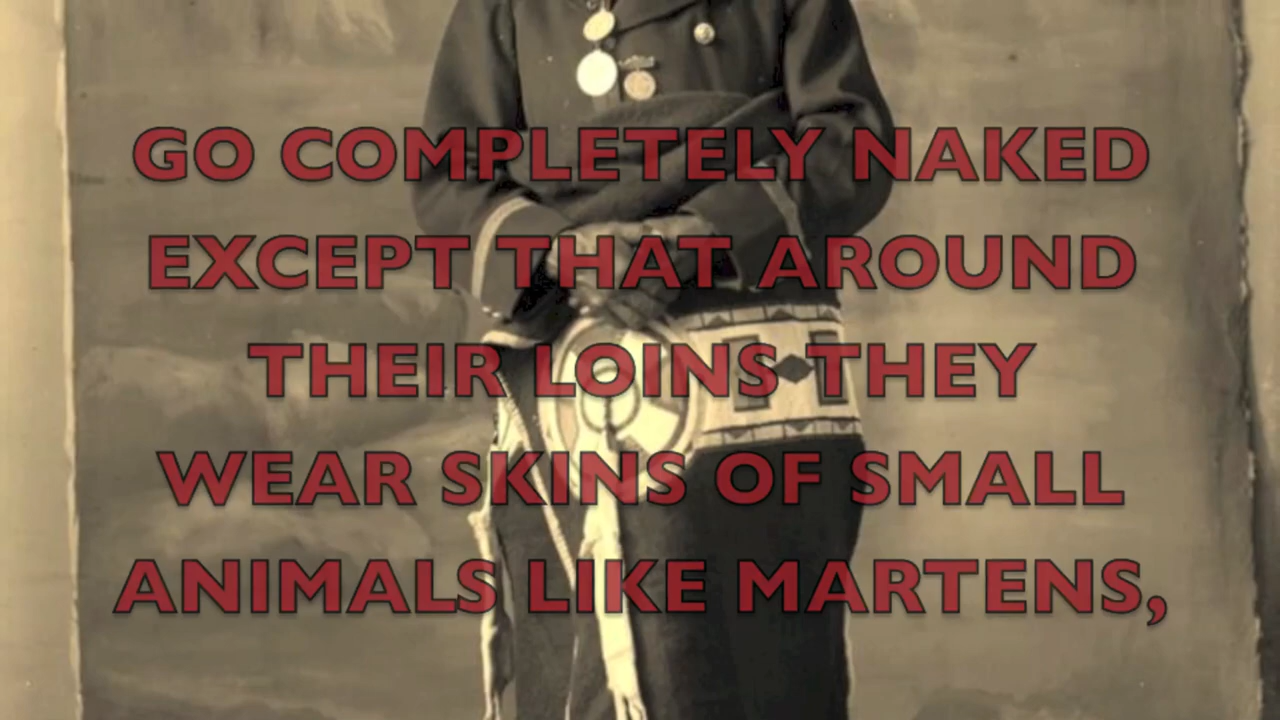 GO COMPLETELY NAKED
EXCEPT THAT AROUND
THEIR LOINS THEY
WEAR SKINS OF SMALL
ANIMALS LIKE MARTENS,